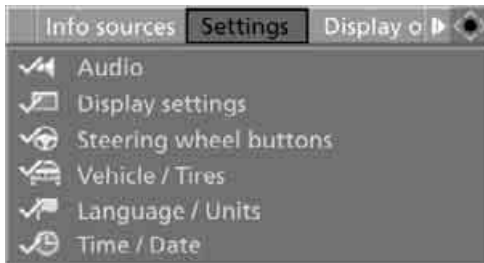 Info sources Settings Display o
Audio
Display settings
Steering wheel buttons
Vehicle / Tires
Language / Units
Time / Date